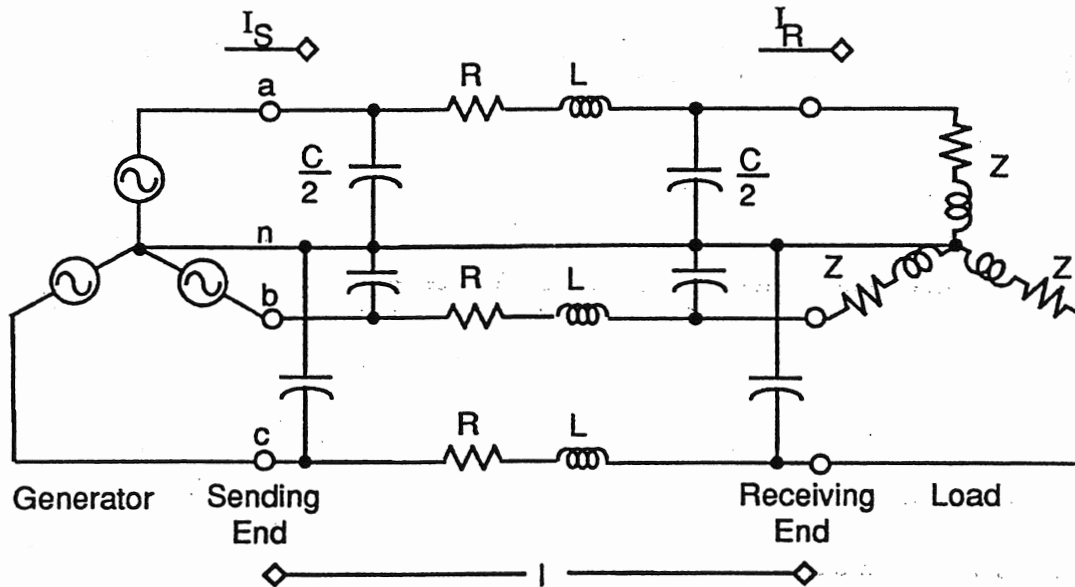 I_S
I_R
a
R
L
C/2
C/2
Z
n
b
R
L
Z
Z
c
R
L
Generator
Sending End
Receiving End
Load
l